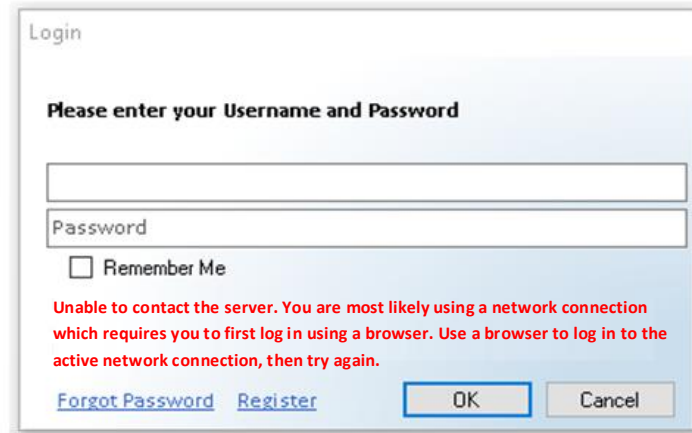 Login
Please enter your Username and Password
Password
Remember Me
Unable to contact the server. You are most likely using a network connection
which requires you to first log in using a browser. Use a browser to log in to the
active network connection, then try again.
Forgot Password Register OK Cancel